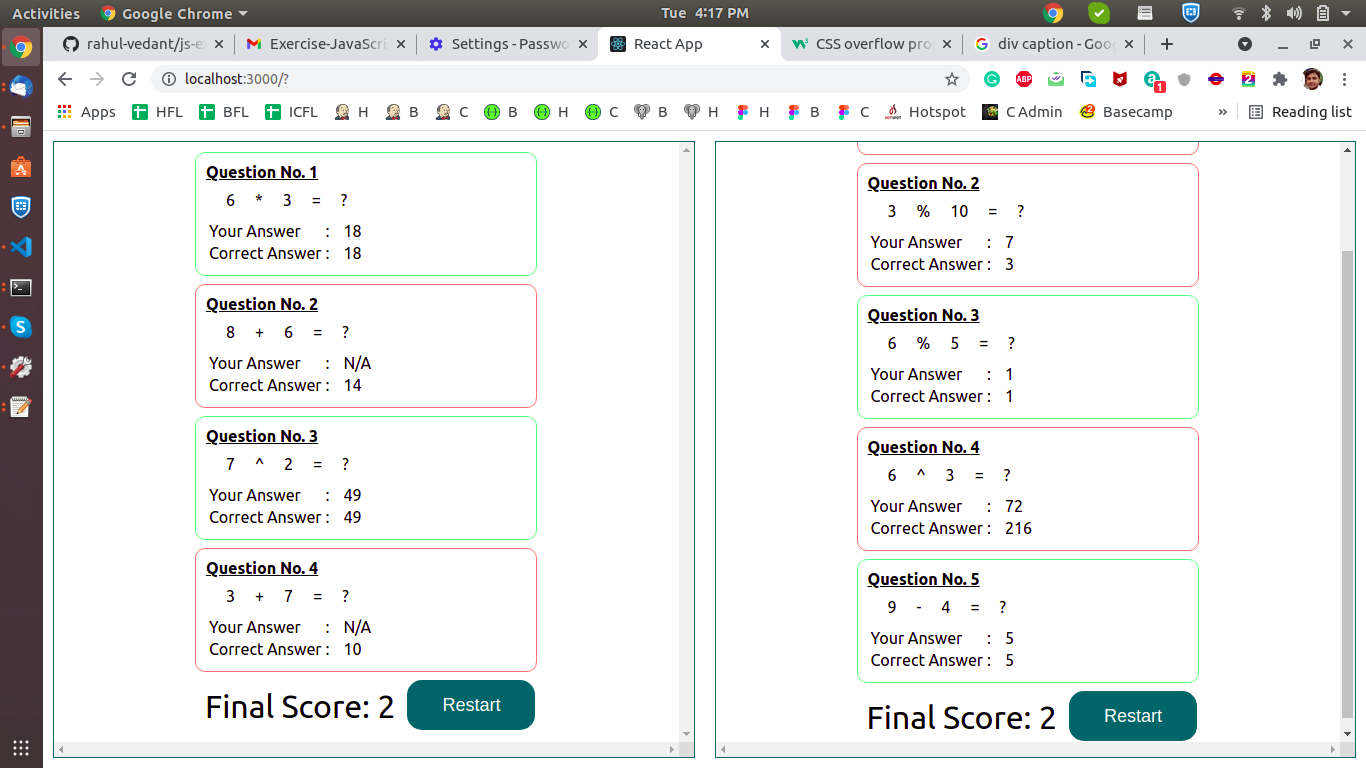 Activities Google Chrome Tue 4:17 PM
rahul-vedant/js-e Exercise-JavaScri Settings - Passwo React App CSS overflow pro div caption - Goog
localhost:3000/?
Apps HFL BFL ICFL H B C B H C B H H B C Hotspot C Admin Basecamp » Reading list
Question No. 1
6 * 3 = ?
Your Answer : 18
Correct Answer : 18
Question No. 2
8 + 6 = ?
Your Answer : N/A
Correct Answer : 14
Question No. 3
7 ^ 2 = ?
Your Answer : 49
Correct Answer : 49
Question No. 4
3 + 7 = ?
Your Answer : N/A
Correct Answer : 10
Final Score: 2 Restart
Question No. 2
3 % 10 = ?
Your Answer : 7
Correct Answer : 3
Question No. 3
6 % 5 = ?
Your Answer : 1
Correct Answer : 1
Question No. 4
6 ^ 3 = ?
Your Answer : 72
Correct Answer : 216
Question No. 5
9 - 4 = ?
Your Answer : 5
Correct Answer : 5
Final Score: 2 Restart